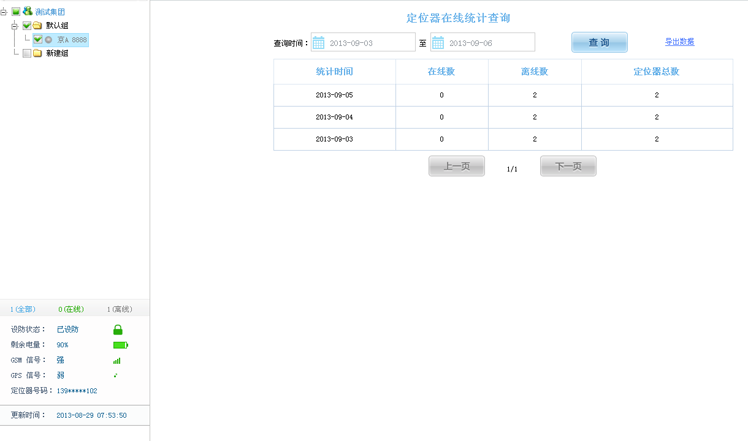 测试集团
默认组
京A 8888
新建组
1(全部) 0(在线) 1(离线)
设防状态： 已设防
剩余电量： 90%
GSM 信号： 强
GPS 信号： 弱
定位器号码： 139*****102
更新时间： 2013-08-29 07:53:50
定位器在线统计查询
查询时间： 2013-09-03 至 2013-09-06 查 询 导出数据
统计时间 在线数 离线数 定位器总数
2013-09-05 0 2 2
2013-09-04 0 2 2
2013-09-03 0 2 2
上一页 1/1 下一页